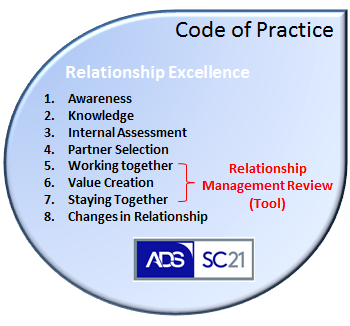 Code of Practice
Relationship Excellence
1. Awareness
2. Knowledge
3. Internal Assessment
4. Partner Selection
5. Working together
6. Value Creation
7. Staying Together
8. Changes in Relationship
Relationship
Management Review
(Tool)
ADS SC21